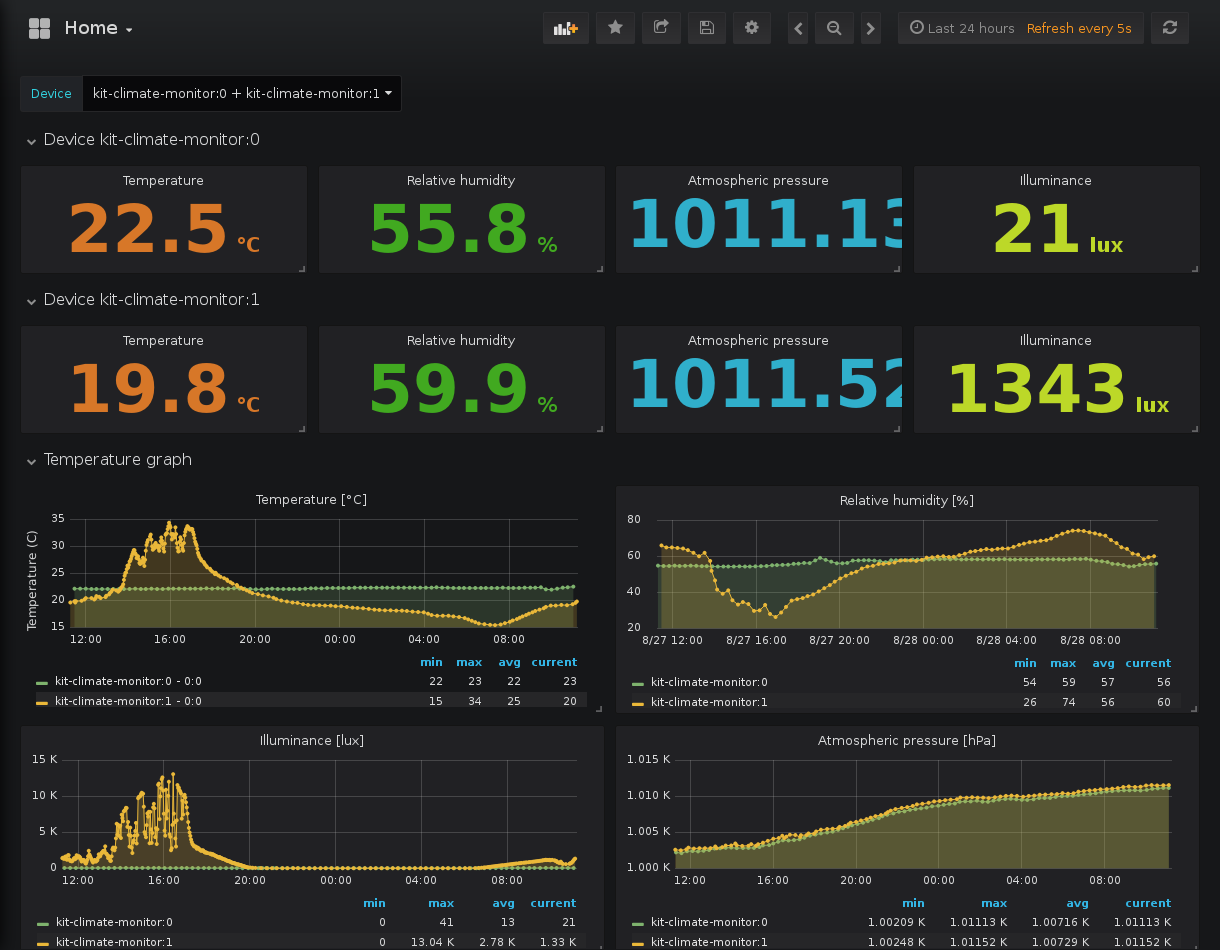 Home
Last 24 hours Refresh every 5s
Device kit-climate-monitor:0 + kit-climate-monitor:1
Device kit-climate-monitor:0
Temperature Relative humidity Atmospheric pressure Illuminance
22.5 °C 55.8 % 1011.13 21 lux
Device kit-climate-monitor:1
Temperature Relative humidity Atmospheric pressure Illuminance
19.8 °C 59.9 % 1011.52 1343 lux
Temperature graph
Temperature [°C]
Temperature (C)
35
30
25
20
15
12:00 16:00 20:00 00:00 04:00 08:00
min max avg current
kit-climate-monitor:0 - 0:0 22 23 22 23
kit-climate-monitor:1 - 0:0 15 34 25 20
Relative humidity [%]
80
60
40
20
8/27 12:00 8/27 16:00 8/27 20:00 8/28 00:00 8/28 04:00 8/28 08:00
min max avg current
kit-climate-monitor:0 54 59 57 56
kit-climate-monitor:1 26 74 56 60
Illuminance [lux]
15 K
10 K
5 K
0
12:00 16:00 20:00 00:00 04:00 08:00
min max avg current
kit-climate-monitor:0 0 41 13 21
kit-climate-monitor:1 0 13.04 K 2.78 K 1.33 K
Atmospheric pressure [hPa]
1.015 K
1.010 K
1.005 K
1.000 K
12:00 16:00 20:00 00:00 04:00 08:00
min max avg current
kit-climate-monitor:0 1.00209 K 1.01113 K 1.00716 K 1.01113 K
kit-climate-monitor:1 1.00248 K 1.01152 K 1.00729 K 1.01152 K